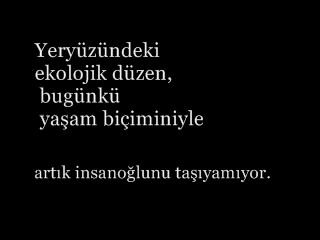 Yeryüzündeki
ekolojik düzen,
bugünkü
yaşam biçiminiyle
artık insanoğlunu taşıyamıyor.